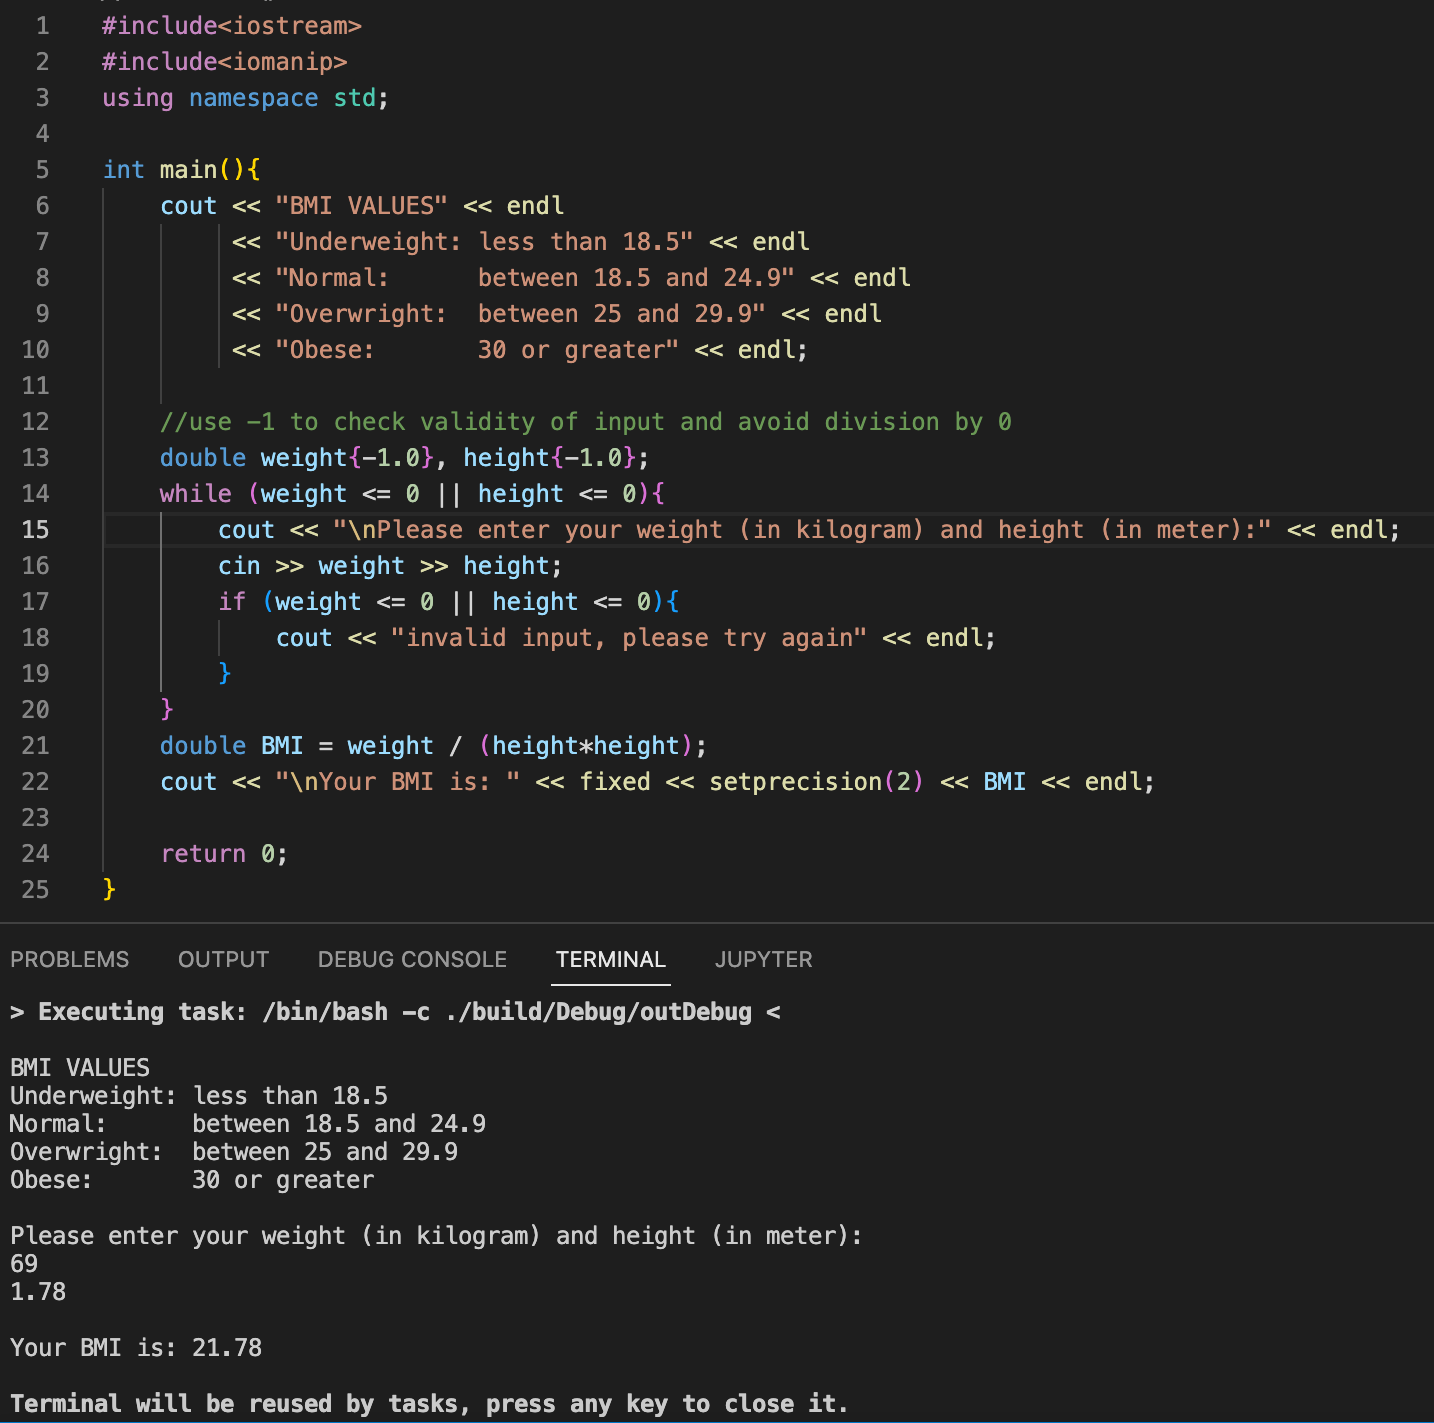 1 #include<iostream>
2 #include<iomanip>
3 using namespace std;
4
5 int main(){
6     cout << "BMI VALUES" << endl
7          << "Underweight: less than 18.5" << endl
8          << "Normal:      between 18.5 and 24.9" << endl
9          << "Overwright:  between 25 and 29.9" << endl
10          << "Obese:       30 or greater" << endl;
11
12     //use -1 to check validity of input and avoid division by 0
13     double weight{-1.0}, height{-1.0};
14     while (weight <= 0 || height <= 0){
15         cout << "\nPlease enter your weight (in kilogram) and height (in meter):" << endl;
16         cin >> weight >> height;
17         if (weight <= 0 || height <= 0){
18             cout << "invalid input, please try again" << endl;
19         }
20     }
21     double BMI = weight / (height*height);
22     cout << "\nYour BMI is: " << fixed << setprecision(2) << BMI << endl;
23
24     return 0;
25 }
PROBLEMS OUTPUT DEBUG CONSOLE TERMINAL JUPYTER
> Executing task: /bin/bash -c ./build/Debug/outDebug <
BMI VALUES
Underweight: less than 18.5
Normal:      between 18.5 and 24.9
Overwright:  between 25 and 29.9
Obese:       30 or greater
Please enter your weight (in kilogram) and height (in meter):
69
1.78
Your BMI is: 21.78
Terminal will be reused by tasks, press any key to close it.